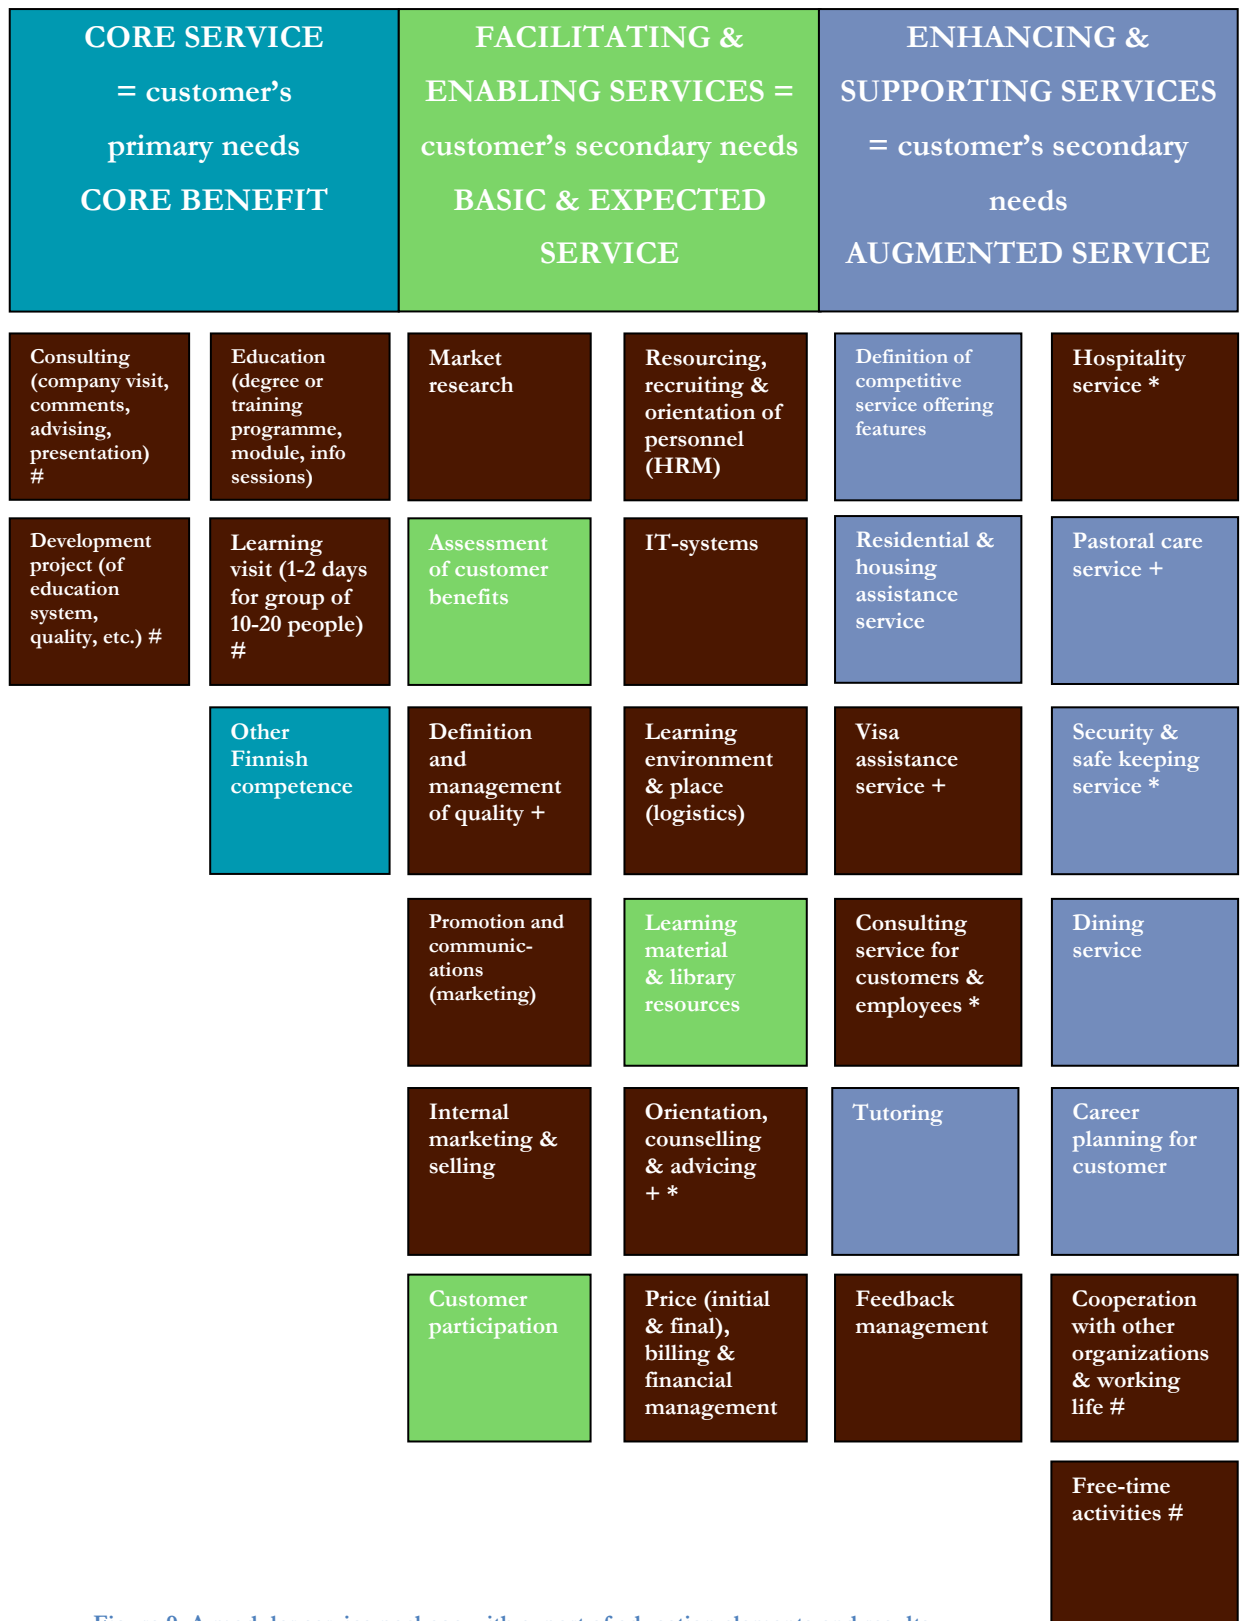 CORE SERVICE
= customer's
primary needs
CORE BENEFIT
FACILITATING &
ENABLING SERVICES =
customer's secondary needs
BASIC & EXPECTED
SERVICE
ENHANCING &
SUPPORTING SERVICES
= customer's secondary
needs
AUGMENTED SERVICE
Consulting
(company visit,
comments,
advising,
presentation)
#
Education
(degree or
training
programme,
module, info
sessions)
Market
research
Resourcing,
recruiting &
orientation of
personnel
(HRM)
Definition of
competitive
service offering
features
Hospitality
service *
Development
project (of
education
system,
quality, etc.) #
Learning
visit (1-2 days
for group of
10-20 people)
#
Assessment
of customer
benefits
IT-systems
Residential &
housing
assistance
service
Pastoral care
service +
Other
Finnish
competence
Definition
and
management
of quality +
Learning
environment
& place
(logistics)
Visa
assistance
service +
Security &
safe keeping
service *
Promotion and
communic-
ations
(marketing)
Learning
material
& library
resources
Consulting
service for
customers &
employees *
Dining
service
Internal
marketing &
selling
Orientation,
counselling
& advicing
+ *
Tutoring
Career
planning for
customer
Customer
participation
Price (initial
& final),
billing &
financial
management
Feedback
management
Cooperation
with other
organizations
& working
life #
Free-time
activities #